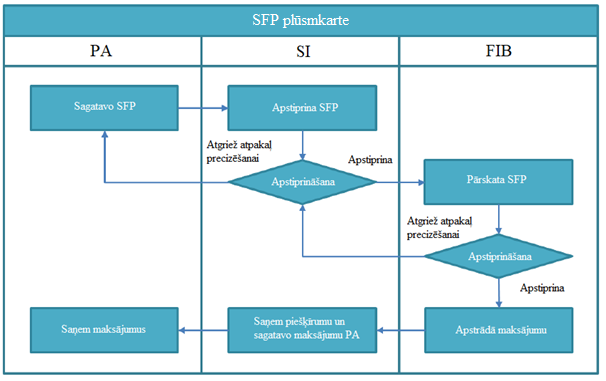 SFP plūsmkarte
PA
SI
FIB
Sagatavo SFP
Apstiprina SFP
Atgriež atpakaļ
precizēšanai
Apstiprina
Apstiprināšana
Pārskata SFP
Atgriež atpakaļ
precizēšanai
Apstiprināšana
Apstiprina
Saņem maksājumus
Saņem piešķīrumu un
sagatavo maksājumu PA
Apstrādā maksājumu